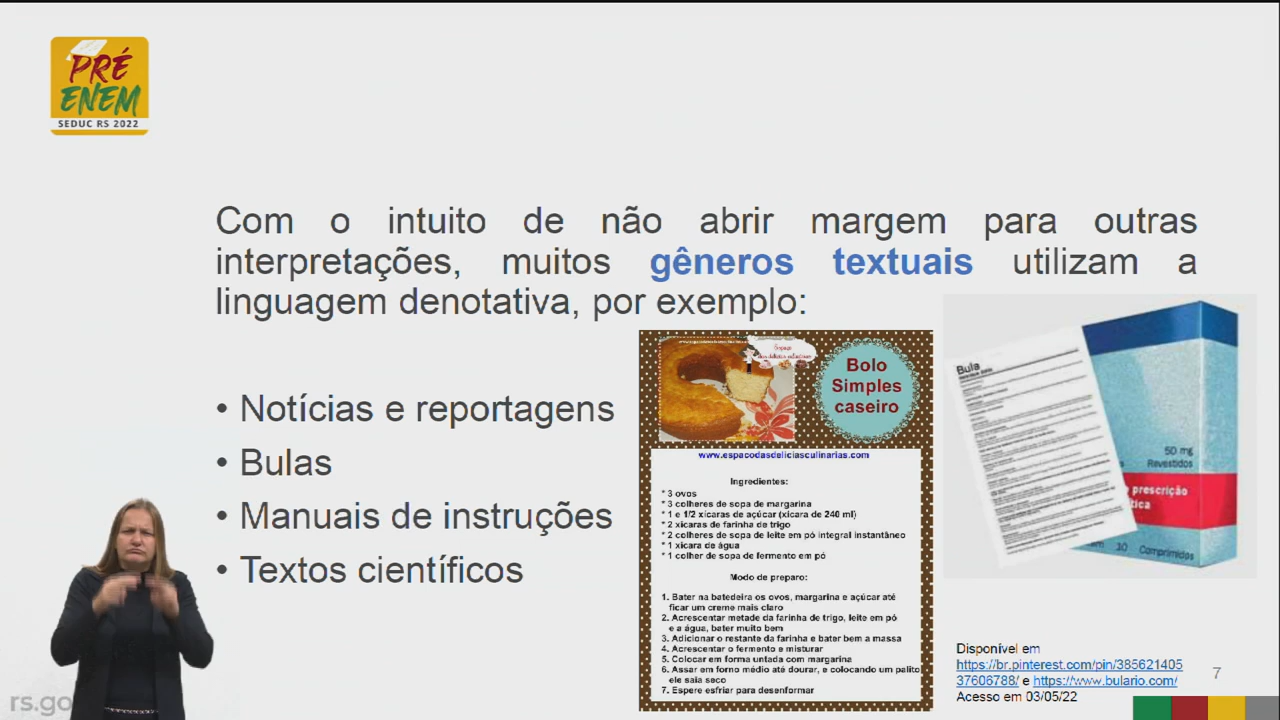 PRÉ
ENEM
SEDUC RS 2022
Com o intuito de não abrir margem para outras
interpretações, muitos gêneros textuais utilizam a
linguagem denotativa, por exemplo:
• Notícias e reportagens
• Bulas
• Manuais de instruções
• Textos científicos
Bolo
Simples
caseiro
www.espacodasdeliciasculinarias.com
Ingredientes:
* 3 ovos
* 3 colheres de sopa de margarina
* 1 e 1/2 xícaras de açúcar (xícara de 240 ml)
* 2 xícaras de farinha de trigo
* 2 colheres de sopa de leite em pó integral instantâneo
* 1 xícara de água
* 1 colher de sopa de fermento em pó
Modo de preparo:
1. Bater na batedeira os ovos, margarina e açúcar até
ficar um creme mais claro
2. Acrescentar metade da farinha de trigo, leite em pó
e a água, bater muito bem
3. Adicionar o restante da farinha e bater bem a massa
4. Acrescentar o fermento e misturar
5. Colocar em forma untada com margarina
6. Assar em forno médio até dourar, e colocando um palito
ele saia seco
7. Espere esfriar para desenformar
Bula
50 mg
Revestidos
prescrição
30 Comprimidos
Disponível em
https://br.pinterest.com/pin/385621405
37606788/ e https://www.bulario.com/
Acesso em 03/05/22
7
rs.go